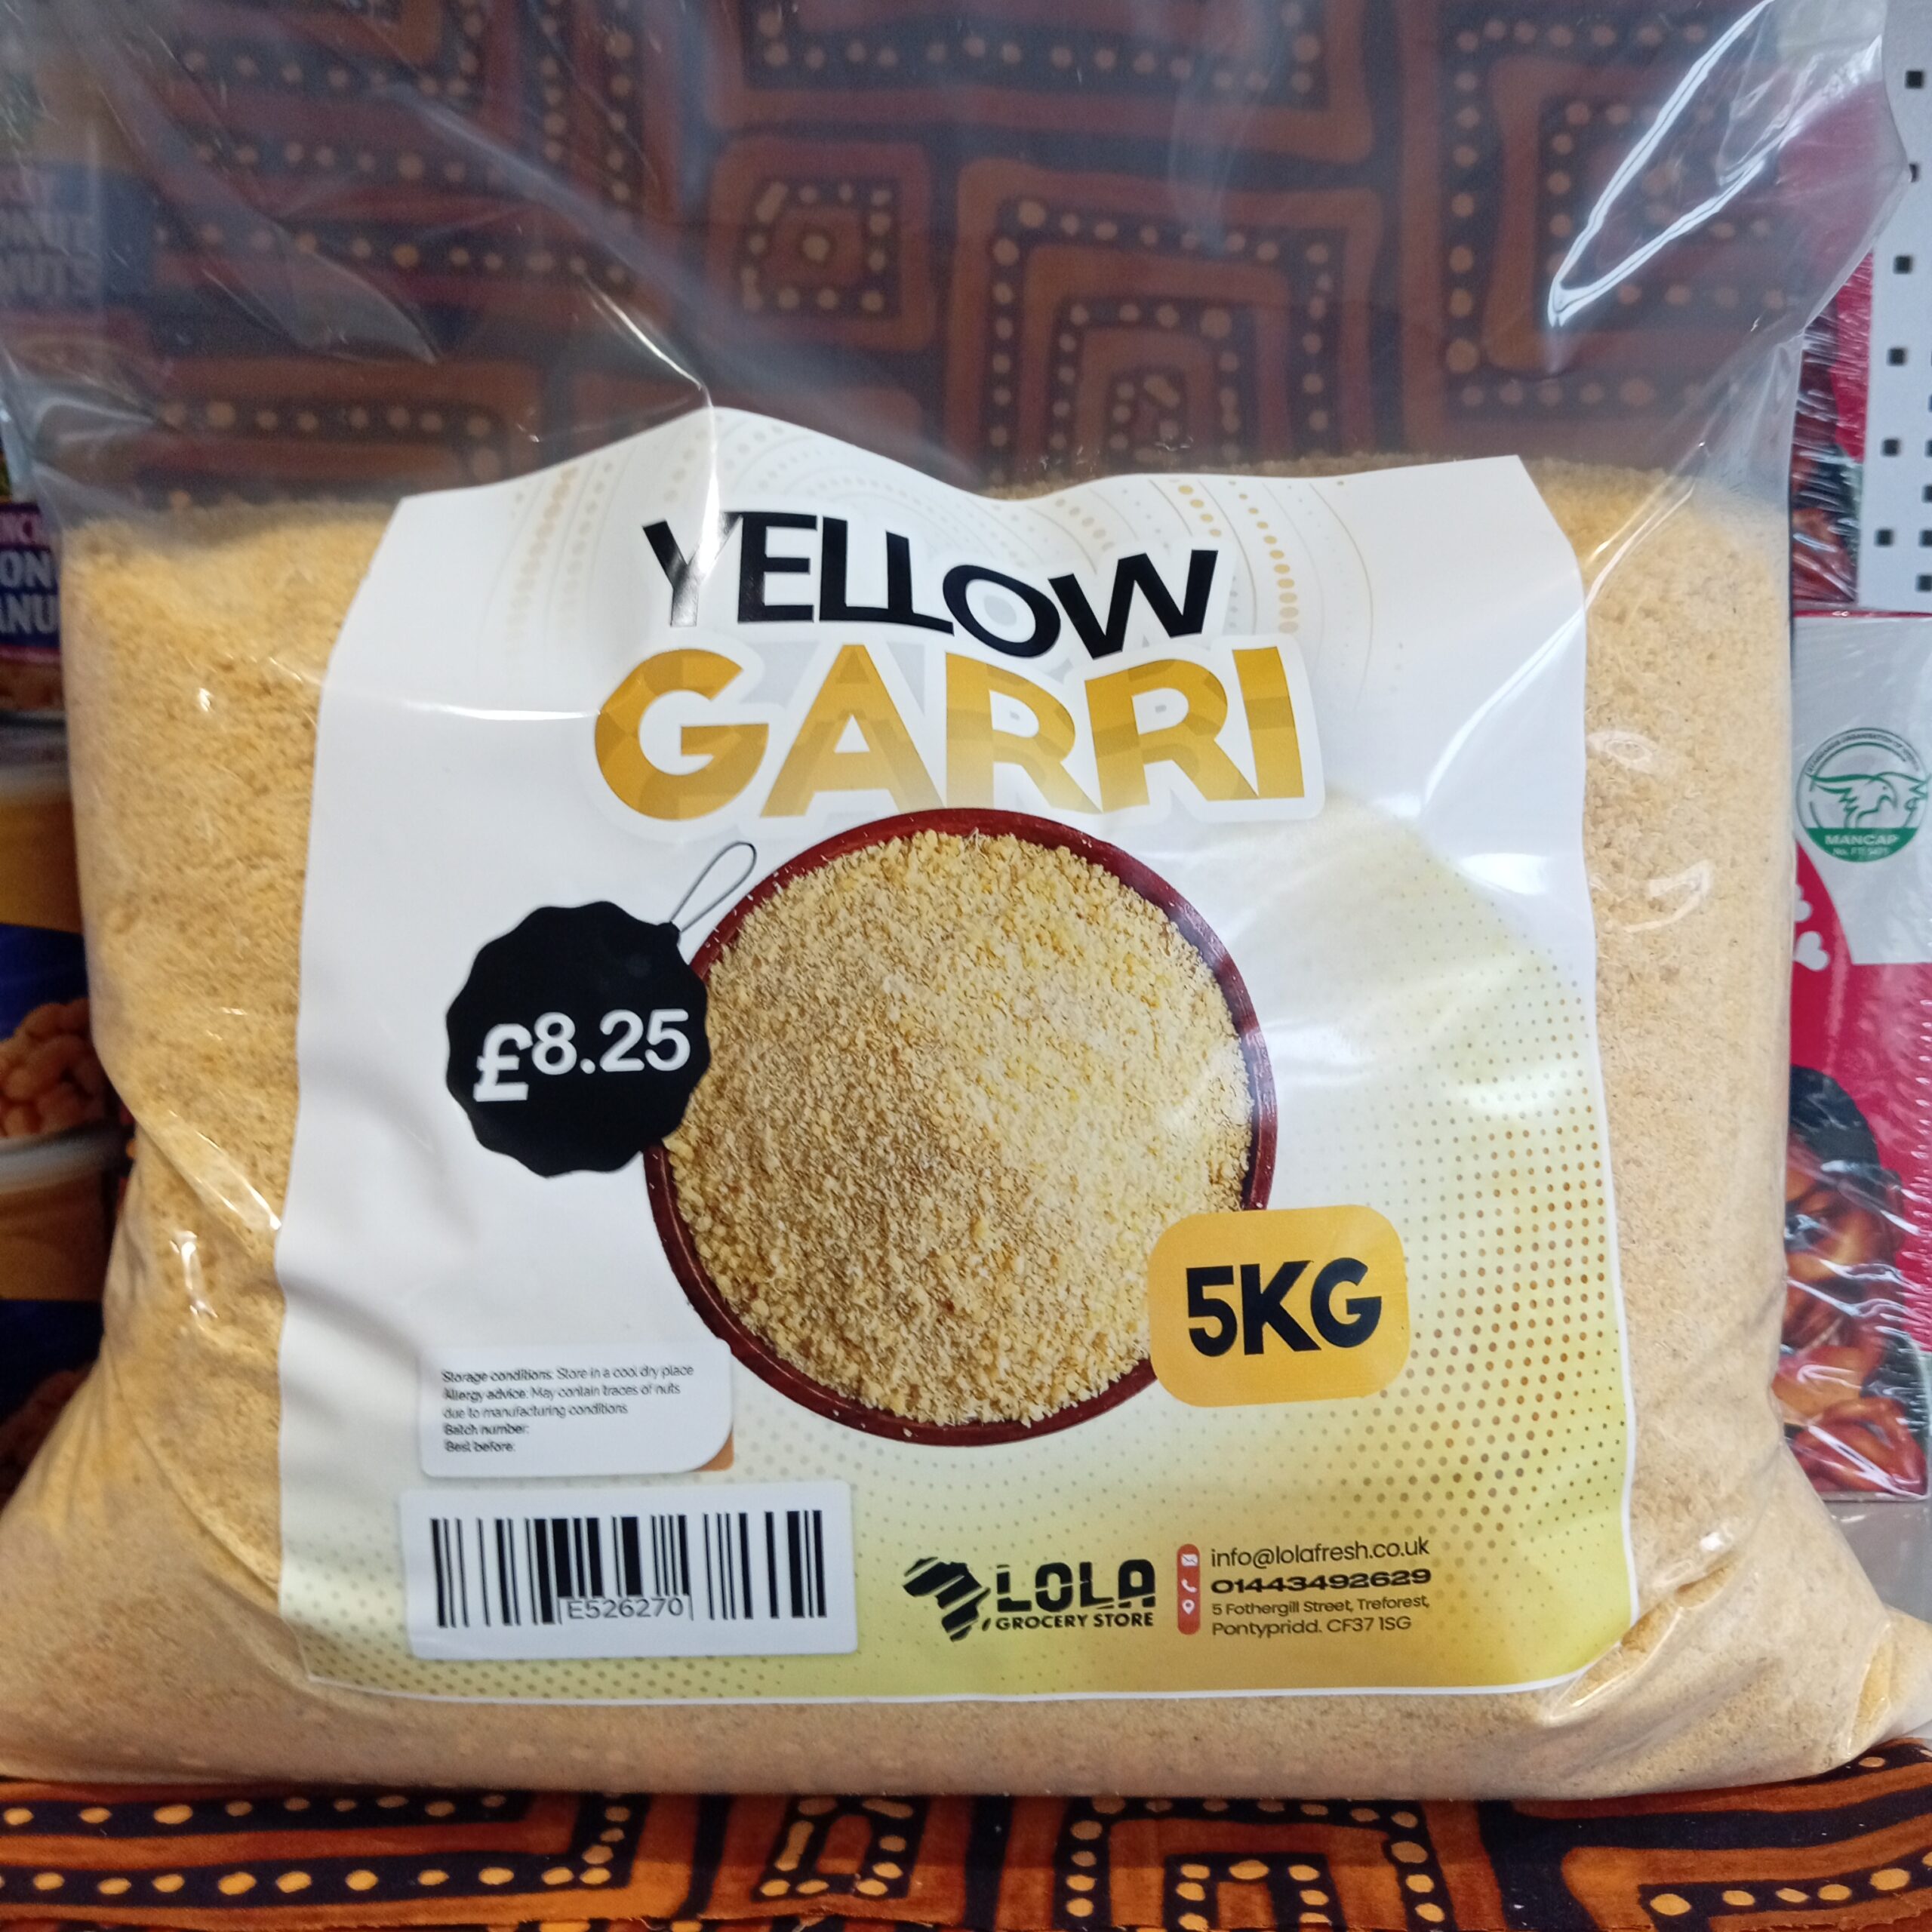 YELLOW
GARRI
£8.25
5KG
Storage conditions: Store in a cool dry place
Allergy advice: May contain traces of nuts
due to manufacturing conditions
Batch number:
Best before:
E526270
LOLA
GROCERY STORE
info@lolafresh.co.uk
01443492629
5 Fothergill Street, Treforest,
Pontypridd. CF37 1SG
MANCAP
NUTS